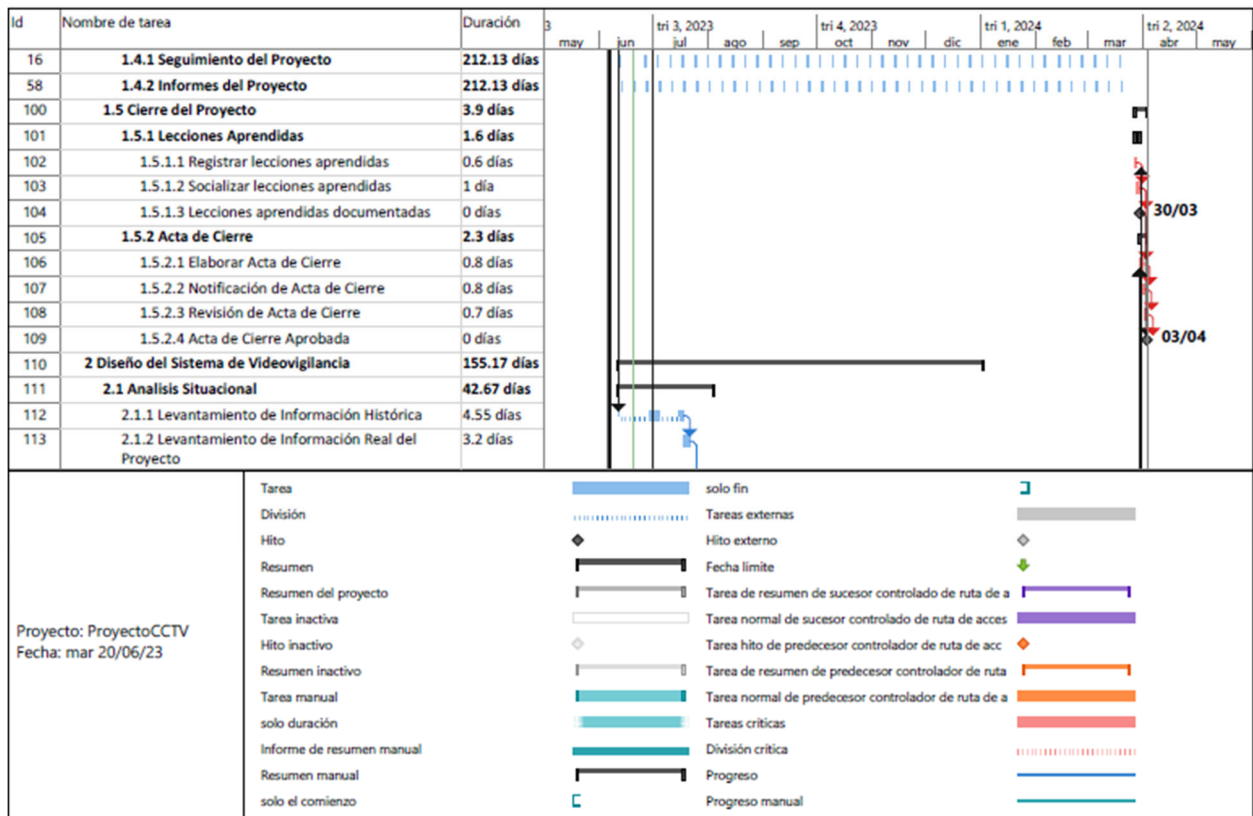 Id Nombre de tarea Duración 3 tri 3, 2023 tri 4, 2023 tri 1, 2024 tri 2, 2024
may jun jul ago sep oct nov dic ene feb mar abr may
16 1.4.1 Seguimiento del Proyecto 212.13 días
58 1.4.2 Informes del Proyecto 212.13 días
100 1.5 Cierre del Proyecto 3.9 días
101 1.5.1 Lecciones Aprendidas 1.6 días
102 1.5.1.1 Registrar lecciones aprendidas 0.6 días
103 1.5.1.2 Socializar lecciones aprendidas 1 día
104 1.5.1.3 Lecciones aprendidas documentadas 0 días 30/03
105 1.5.2 Acta de Cierre 2.3 días
106 1.5.2.1 Elaborar Acta de Cierre 0.8 días
107 1.5.2.2 Notificación de Acta de Cierre 0.8 días
108 1.5.2.3 Revisión de Acta de Cierre 0.7 días
109 1.5.2.4 Acta de Cierre Aprobada 0 días 03/04
110 2 Diseño del Sistema de Videovigilancia 155.17 días
111 2.1 Analisis Situacional 42.67 días
112 2.1.1 Levantamiento de Información Histórica 4.55 días
113 2.1.2 Levantamiento de Información Real del 3.2 días
Proyecto
Proyecto: ProyectoCCTV
Fecha: mar 20/06/23
Tarea solo fin
División Tareas externas
Hito Hito externo
Resumen Fecha límite
Resumen del proyecto Tarea de resumen de sucesor controlado de ruta de a
Tarea inactiva Tarea normal de sucesor controlado de ruta de acces
Hito inactivo Tarea hito de predecesor controlador de ruta de acc
Resumen inactivo Tarea de resumen de predecesor controlador de ruta
Tarea manual Tarea normal de predecesor controlador de ruta de a
solo duración Tareas críticas
Informe de resumen manual División crítica
Resumen manual Progreso
solo el comienzo Progreso manual